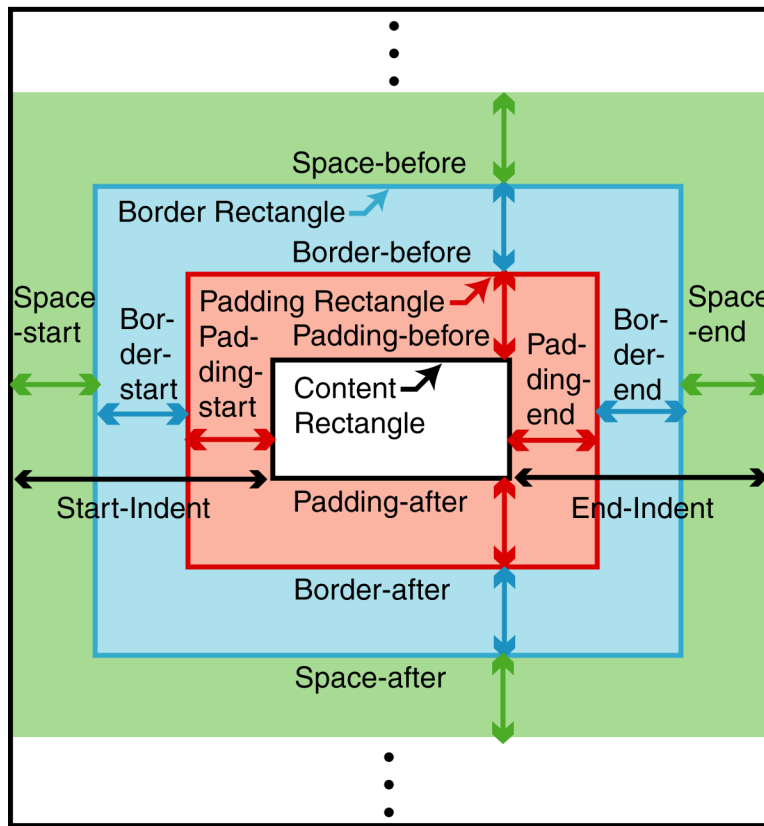 Space-before
Border Rectangle
Border-before
Space
-start
Padding Rectangle
Space
-end
Bor-
der-
start
Pad-
ding-
start
Padding-before
Pad-
ding-
end
Bor-
der-
end
Content
Rectangle
Start-Indent
Padding-after
End-Indent
Border-after
Space-after